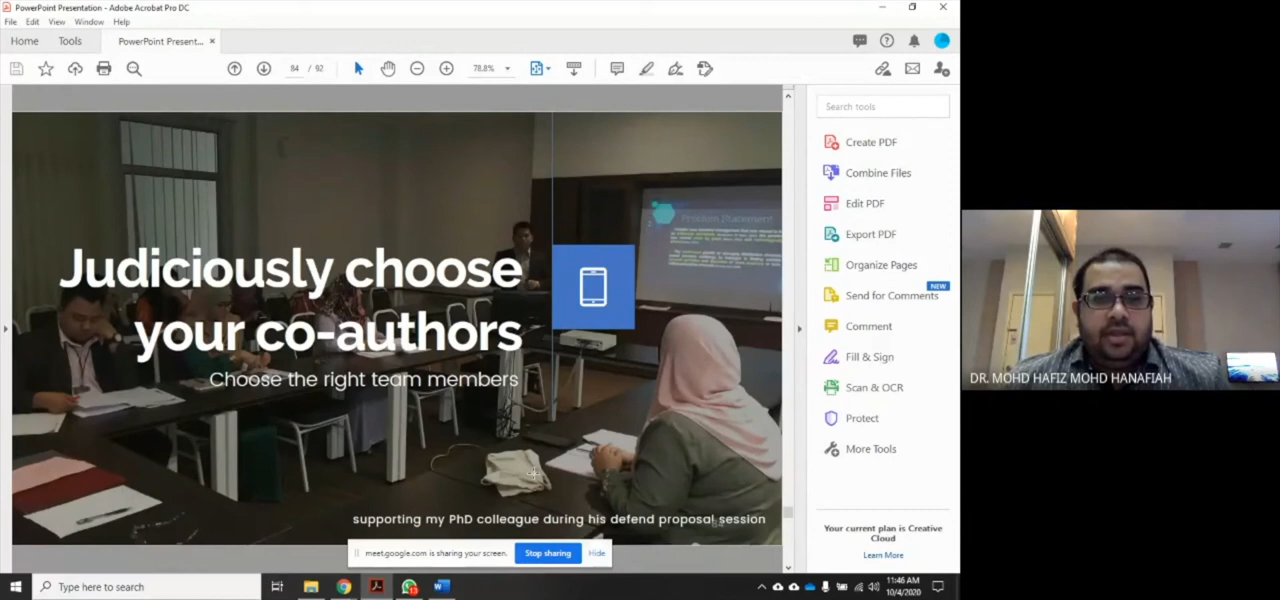 PowerPoint Presentation - Adobe Acrobat Pro DC
File Edit View Window Help
Home Tools PowerPoint Present... ×
84 / 92 78.8%
Search tools
Create PDF
Combine Files
Edit PDF
Export PDF
Organize Pages
NEW
Send for Comments
Comment
Fill & Sign
Scan & OCR
Protect
More Tools
Your current plan is Creative
Cloud
Learn More
Problem Statement
Judiciously choose
your co-authors
Choose the right team members
supporting my PhD colleague during his defend proposal session
meet.google.com is sharing your screen. Stop sharing Hide
DR. MOHD HAFIZ MOHD HANAFIAH
Type here to search
11:46 AM
10/4/2020